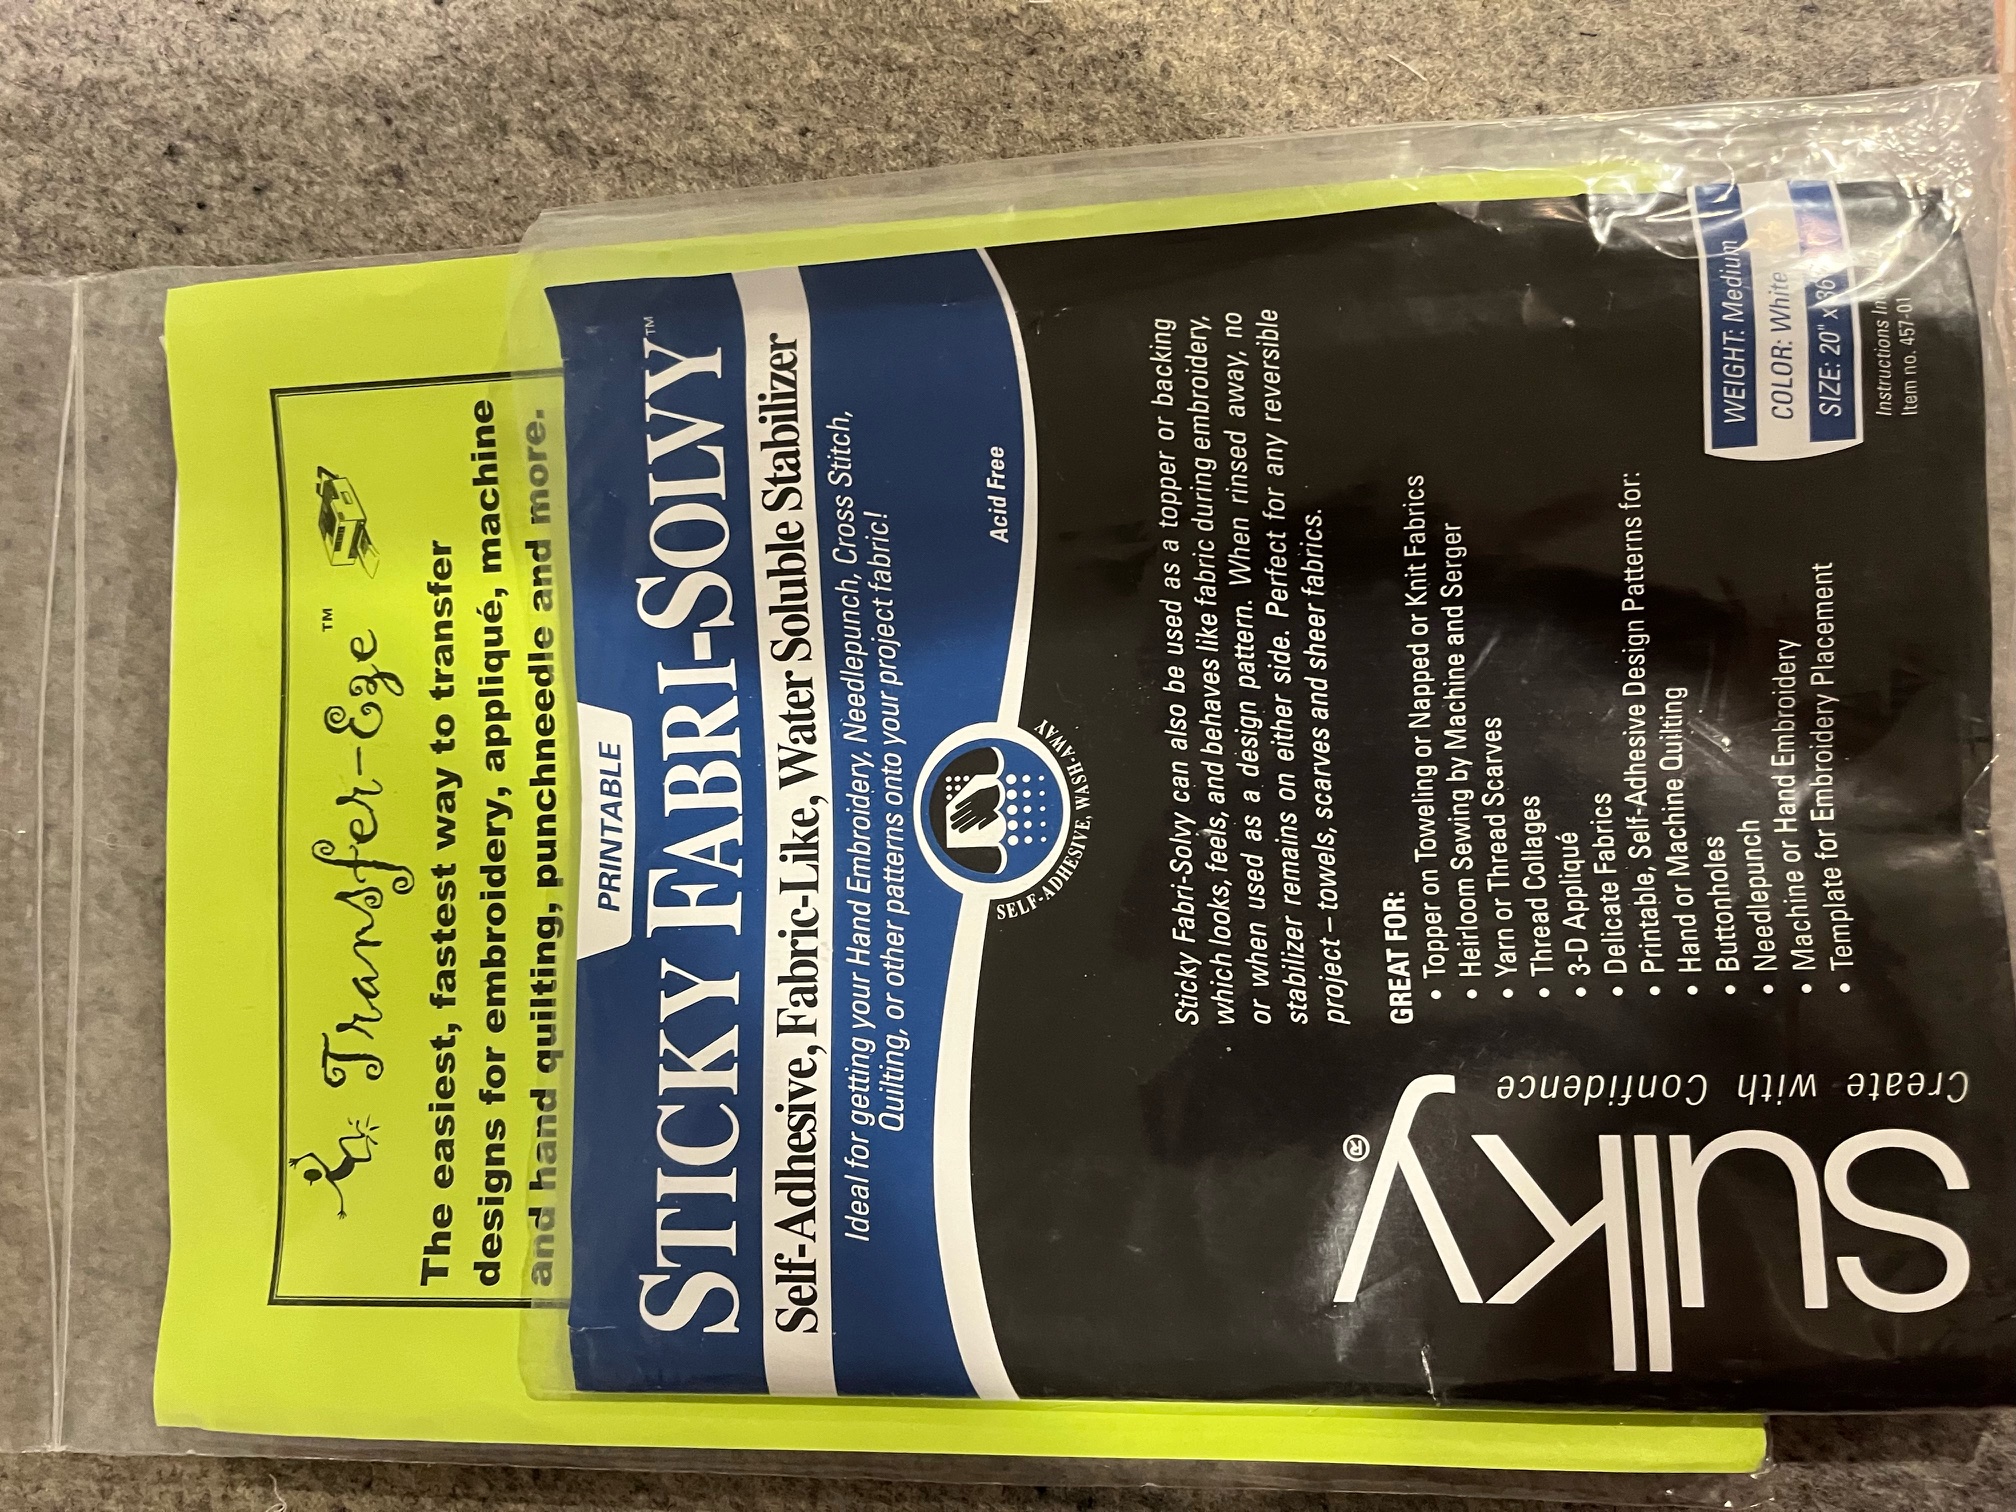 Transfer-Eze™
The easiest, fastest way to transfer
designs for embroidery, appliqué, machine
and hand quilting, punchneedle and more.
PRINTABLE
STICKY FABRI-SOLVY™
Self-Adhesive, Fabric-Like, Water Soluble Stabilizer
Ideal for getting your Hand Embroidery, Needlepunch, Cross Stitch,
Quilting, or other patterns onto your project fabric!
Acid Free
SELF-ADHESIVE, WASH-AWAY
Sticky Fabri-Solvy can also be used as a topper or backing
which looks, feels, and behaves like fabric during embroidery,
or when used as a design pattern. When rinsed away, no
stabilizer remains on either side. Perfect for any reversible
project – towels, scarves and sheer fabrics.
GREAT FOR:
• Topper on Toweling or Napped or Knit Fabrics
• Heirloom Sewing by Machine and Serger
• Yarn or Thread Scarves
• Thread Collages
• 3-D Appliqué
• Delicate Fabrics
• Printable, Self-Adhesive Design Patterns for:
• Hand or Machine Quilting
• Buttonholes
• Needlepunch
• Machine or Hand Embroidery
• Template for Embroidery Placement
WEIGHT: Medium
COLOR: White
SIZE: 20" x 36"
Instructions
Item no. 457-01
sulky®
Create with Confidence